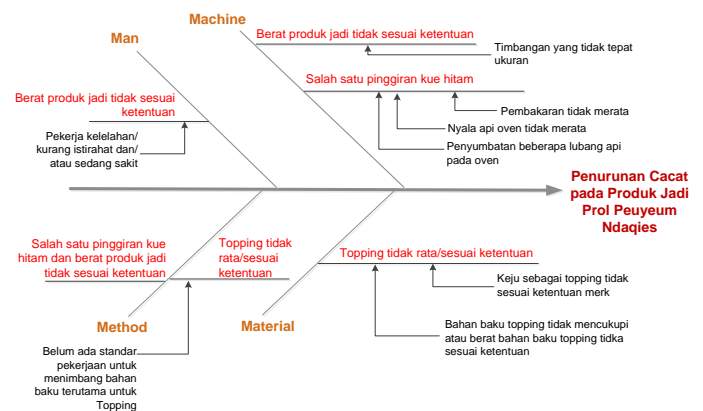 Machine
Man
Berat produk jadi tidak sesuai ketentuan
Timbangan yang tidak tepat
ukuran
Salah satu pinggiran kue hitam
Berat produk jadi tidak sesuai
ketentuan
Pembakaran tidak merata
Nyala api oven tidak merata
Penyumbatan beberapa lubang api
pada oven
Pekerja kelelahan/
kurang istirahat dan/
atau sedang sakit
Penurunan Cacat
pada Produk Jadi
Prol Peuyeum
Ndaqies
Salah satu pinggiran kue
hitam dan berat produk jadi
tidak sesuai ketentuan
Topping tidak
rata/sesuai
ketentuan
Topping tidak rata/sesuai ketentuan
Keju sebagai topping tidak
sesuai ketentuan merk
Bahan baku topping tidak mencukupi
atau berat bahan baku topping tidka
sesuai ketentuan
Method
Material
Belum ada standar
pekerjaan untuk
menimbang bahan
baku terutama untuk
Topping